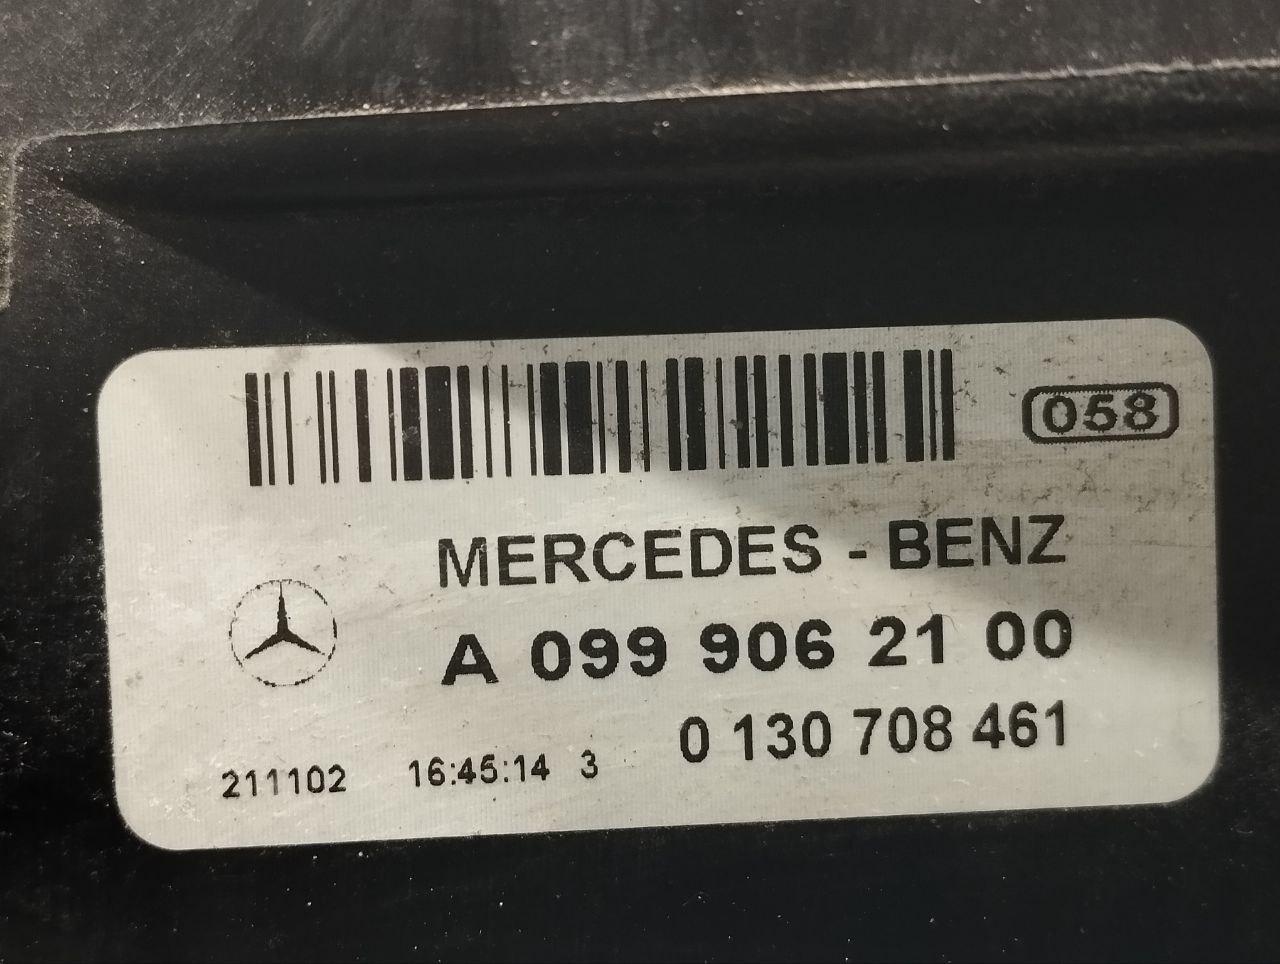 058
MERCEDES - BENZ
A 099 906 21 00
0 130 708 461
211102 16:45:14 3